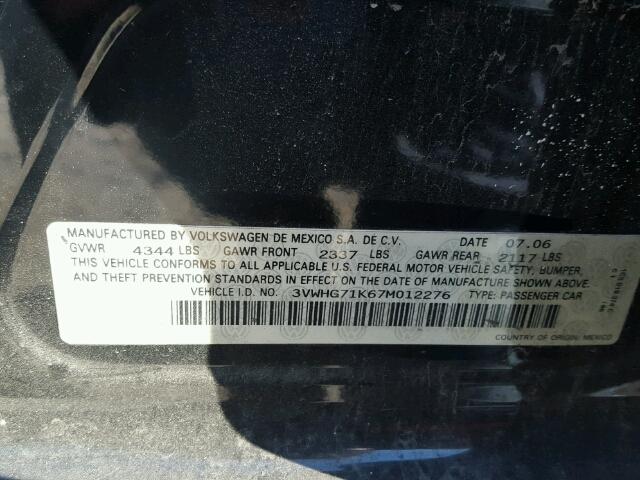 MANUFACTURED BY VOLKSWAGEN DE MEXICO S.A. DE C.V. DATE 07.06
GVWR 4344 LBS GAWR FRONT 2337 LBS GAWR REAR 2117 LBS
THIS VEHICLE CONFORMS TO ALL APPLICABLE U.S. FEDERAL MOTOR VEHICLE SAFETY, BUMPER,
AND THEFT PREVENTION STANDARDS IN EFFECT ON THE DATE OF MANUFACTURE SHOWN ABOVE.
VEHICLE I.D. NO. 3VWHG71K67M012276 TYPE: PASSENGER CAR
COUNTRY OF ORIGIN: MEXICO